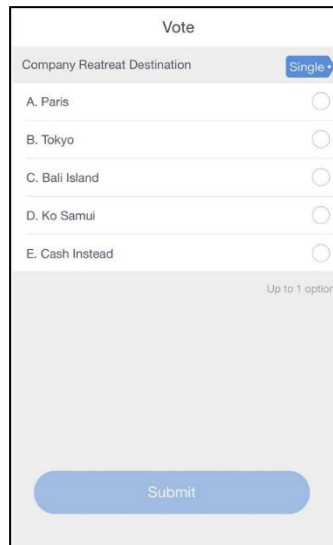 Vote
Company Reatreat Destination Single
A. Paris
B. Tokyo
C. Bali Island
D. Ko Samui
E. Cash Instead
Up to 1 option
Submit